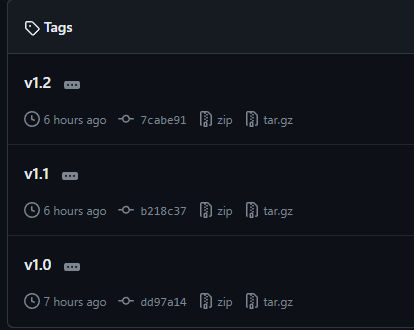 Tags
v1.2
6 hours ago 7cabe91 zip tar.gz
v1.1
6 hours ago b218c37 zip tar.gz
v1.0
7 hours ago dd97a14 zip tar.gz